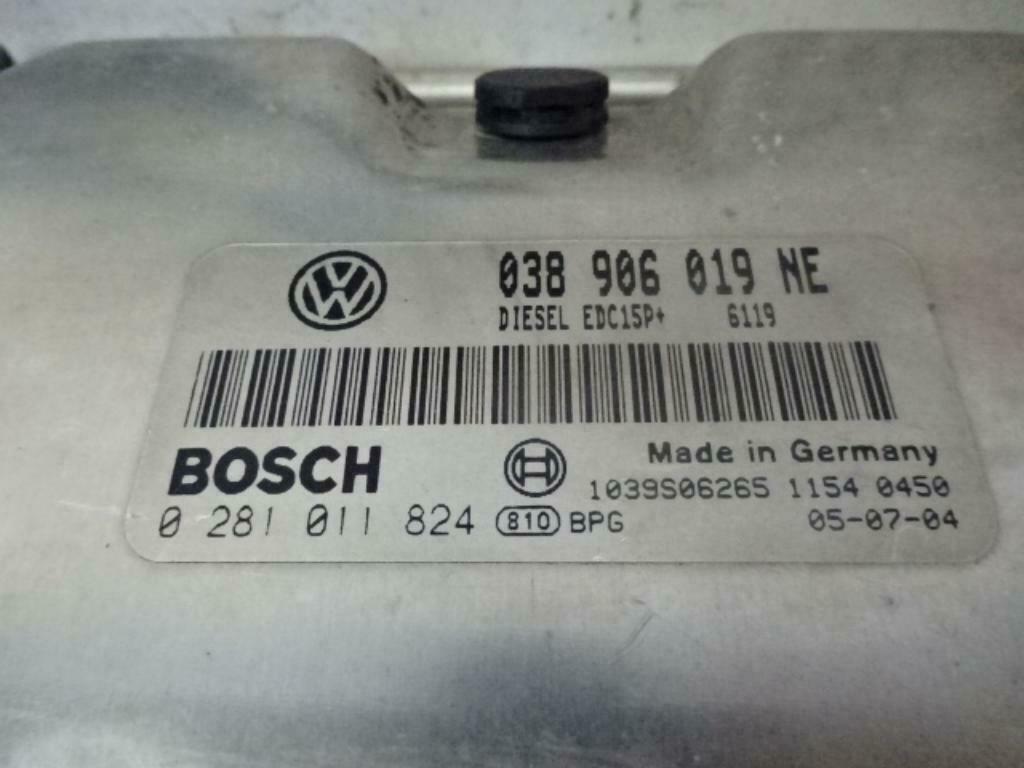 038 906 019 NE
DIESEL EDC15P+ 6119
BOSCH
Made in Germany
1039S06265 1154 0450
0 281 011 824 810 BPG
05-07-04